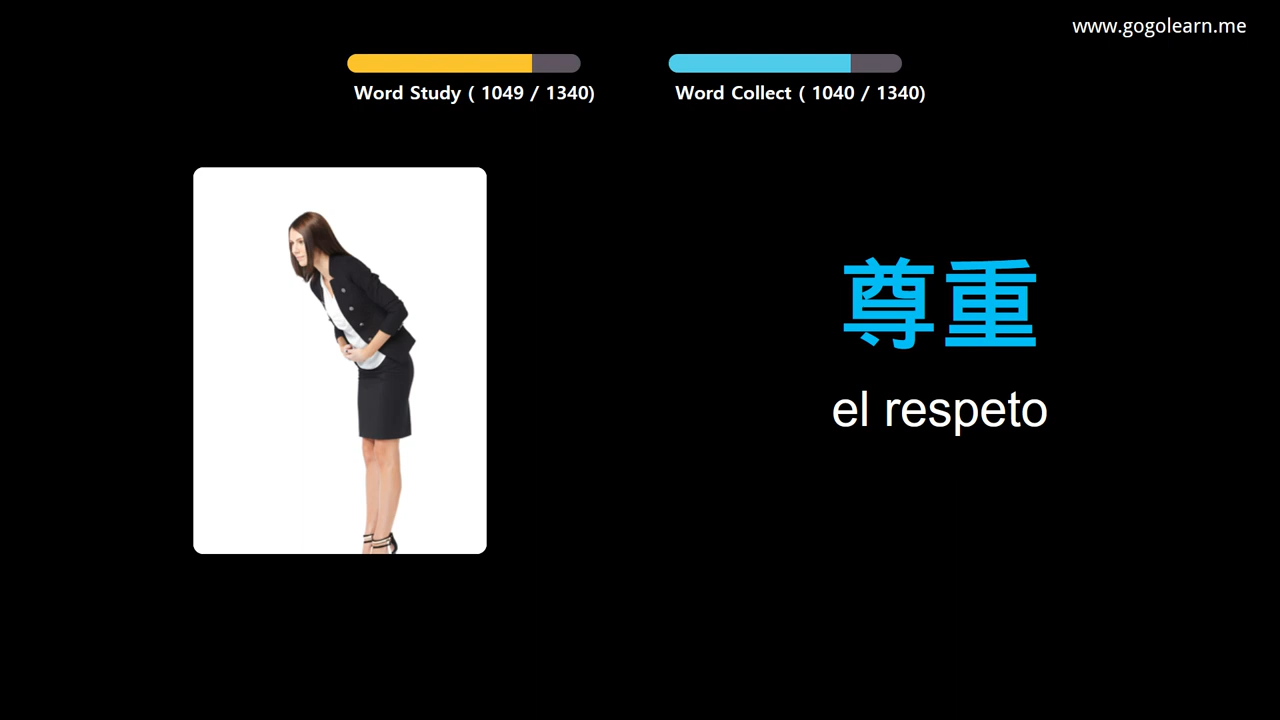 www.gogolearn.me
Word Study ( 1049 / 1340)
Word Collect ( 1040 / 1340)
尊重
el respeto